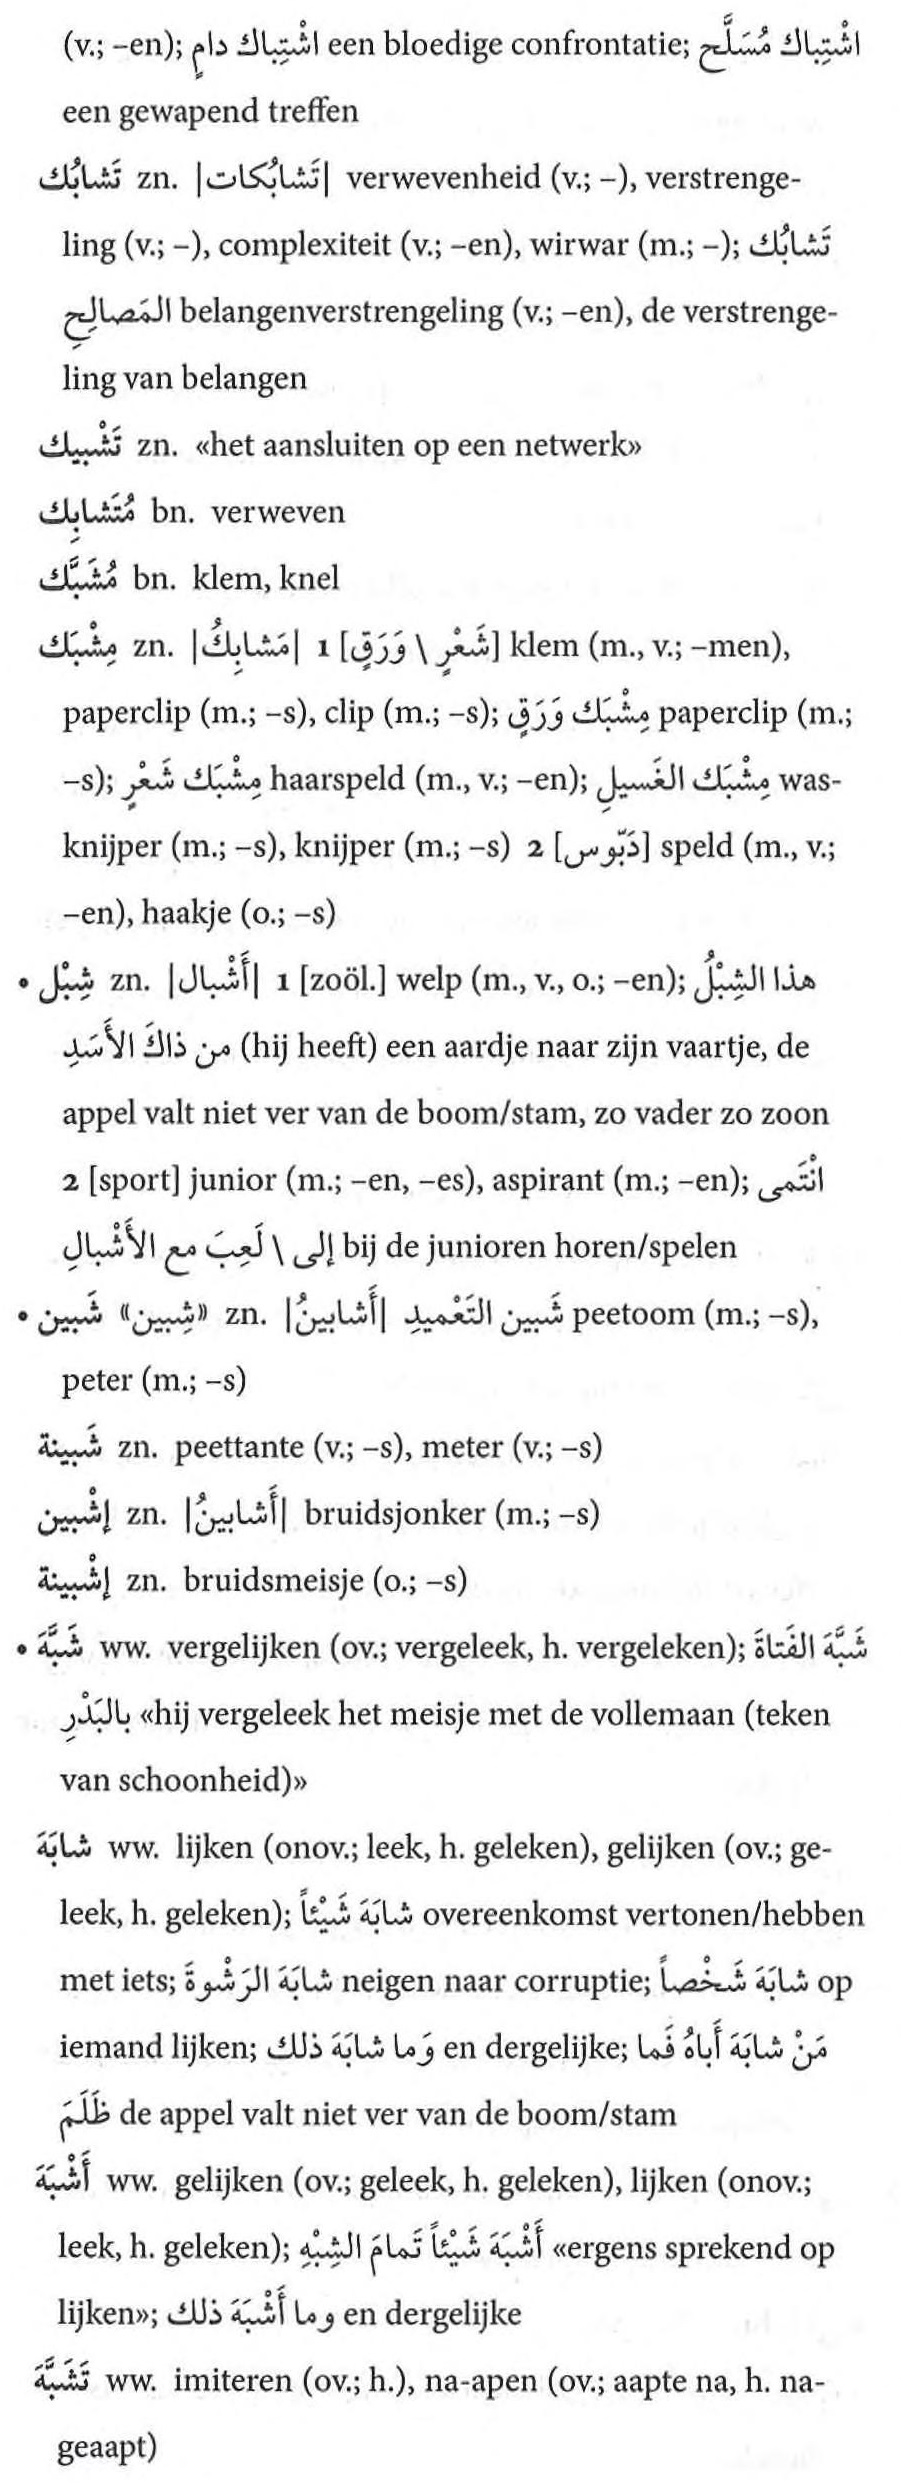 (v.; –en); اشْتِباك دامٍ een bloedige confrontatie; اشْتِباك مُسَلَّح
een gewapend treffen
تَشابُك zn. |تَشابُكات| verwevenheid (v.; –), verstrenge-
ling (v.; –), complexiteit (v.; –en), wirwar (m.; –); تَشابُك
المَصالِحِ belangenverstrengeling (v.; –en), de verstrenge-
ling van belangen
تَشْبيك zn. «het aansluiten op een netwerk»
مُتَشابِك bn. verweven
مُشَبَّك bn. klem, knel
مِشْبَك zn. |مَشابِكُ| 1 [شَعْرٍ \ وَرَقٍ] klem (m., v.; –men),
paperclip (m.; –s), clip (m.; –s); مِشْبَك وَرَقٍ paperclip (m.;
–s); مِشْبَك شَعْرٍ haarspeld (m., v.; –en); مِشْبَك الغَسيلِ was-
knijper (m.; –s), knijper (m.; –s) 2 [دَبّوس] speld (m., v.;
–en), haakje (o.; –s)
• شِبْل zn. |أَشْبال| 1 [zoöl.] welp (m., v., o.; –en); هذا الشِبْلُ
من ذاكَ الأَسَدِ (hij heeft) een aardje naar zijn vaartje, de
appel valt niet ver van de boom/stam, zo vader zo zoon
2 [sport] junior (m.; –en, –es), aspirant (m.; –en); انْتَمى
إلى \ لَعِبَ مع الأَشْبالِ bij de junioren horen/spelen
• شَبين «شِبين» zn. |أَشابينُ| شَبين التَعْميدِ peetoom (m.; –s),
peter (m.; –s)
شَبينة zn. peettante (v.; –s), meter (v.; –s)
إشْبين zn. |أَشابينُ| bruidsjonker (m.; –s)
إشْبينة zn. bruidsmeisje (o.; –s)
• شَبَّهَ ww. vergelijken (ov.; vergeleek, h. vergeleken); شَبَّهَ الفَتاةَ
بالبَدْرِ «hij vergeleek het meisje met de vollemaan (teken
van schoonheid)»
شابَهَ ww. lijken (onov.; leek, h. geleken), gelijken (ov.; ge-
leek, h. geleken); شابَهَ شَيْئاً overeenkomst vertonen/hebben
met iets; شابَهَ الرَشْوةَ neigen naar corruptie; شابَهَ شَخْصاً op
iemand lijken; وَما شابَهَ ذلك en dergelijke; مَنْ شابَهَ أَباهُ فَما
ظَلَمَ de appel valt niet ver van de boom/stam
أَشْبَهَ ww. gelijken (ov.; geleek, h. geleken), lijken (onov.;
leek, h. geleken); أَشْبَهَ شَيْئاً تَمامَ الشِبْهِ «ergens sprekend op
lijken»; وما أَشْبَهَ ذلك en dergelijke
تَشَبَّهَ ww. imiteren (ov.; h.), na-apen (ov.; aapte na, h. na-
geaapt)